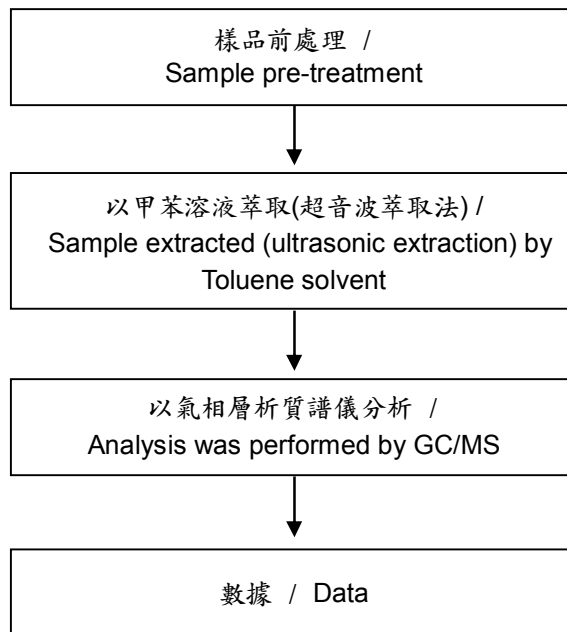 樣品前處理 /
Sample pre-treatment
以甲苯溶液萃取(超音波萃取法) /
Sample extracted (ultrasonic extraction) by
Toluene solvent
以氣相層析質譜儀分析 /
Analysis was performed by GC/MS
數據 / Data